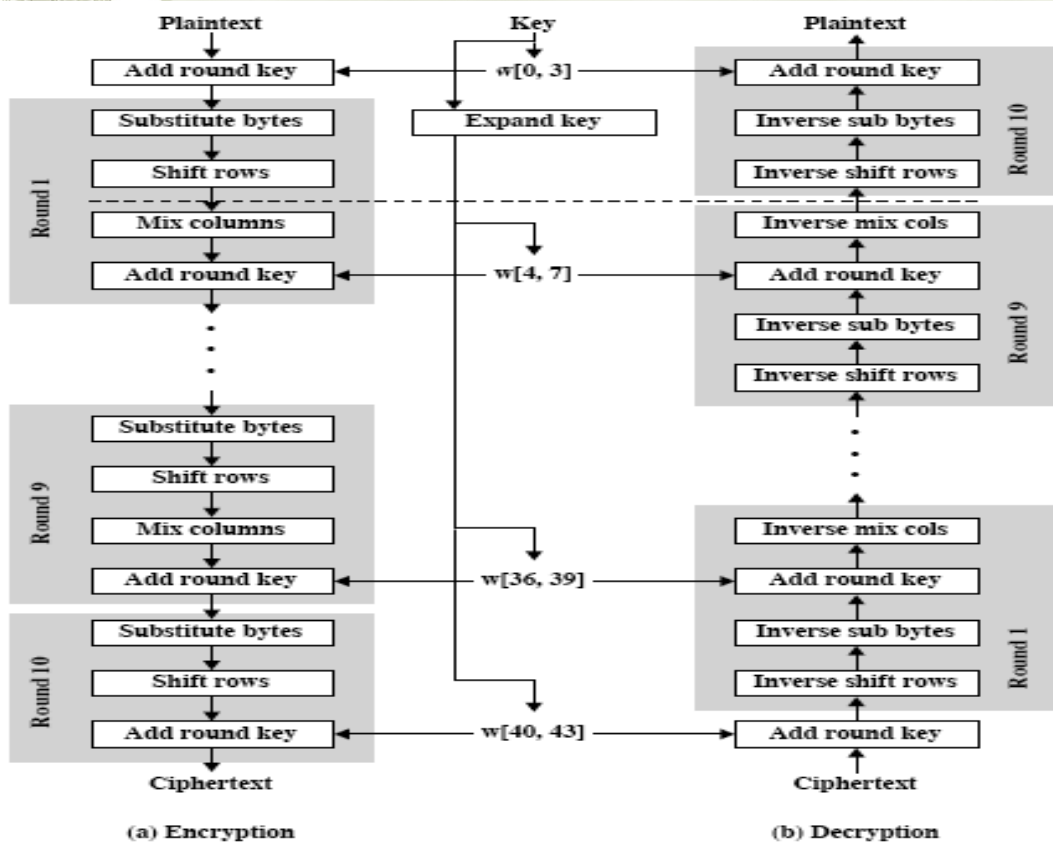 Plaintext
Add round key
Round 1
Substitute bytes
Shift rows
Mix columns
Add round key
Round 9
Substitute bytes
Shift rows
Mix columns
Add round key
Round 10
Substitute bytes
Shift rows
Add round key
Ciphertext
(a) Encryption
Key
w[0, 3]
Expand key
w[4, 7]
w[36, 39]
w[40, 43]
Plaintext
Add round key
Inverse sub bytes
Inverse shift rows
Round 10
Inverse mix cols
Add round key
Inverse sub bytes
Inverse shift rows
Round 9
Inverse mix cols
Add round key
Inverse sub bytes
Inverse shift rows
Round 1
Add round key
Ciphertext
(b) Decryption